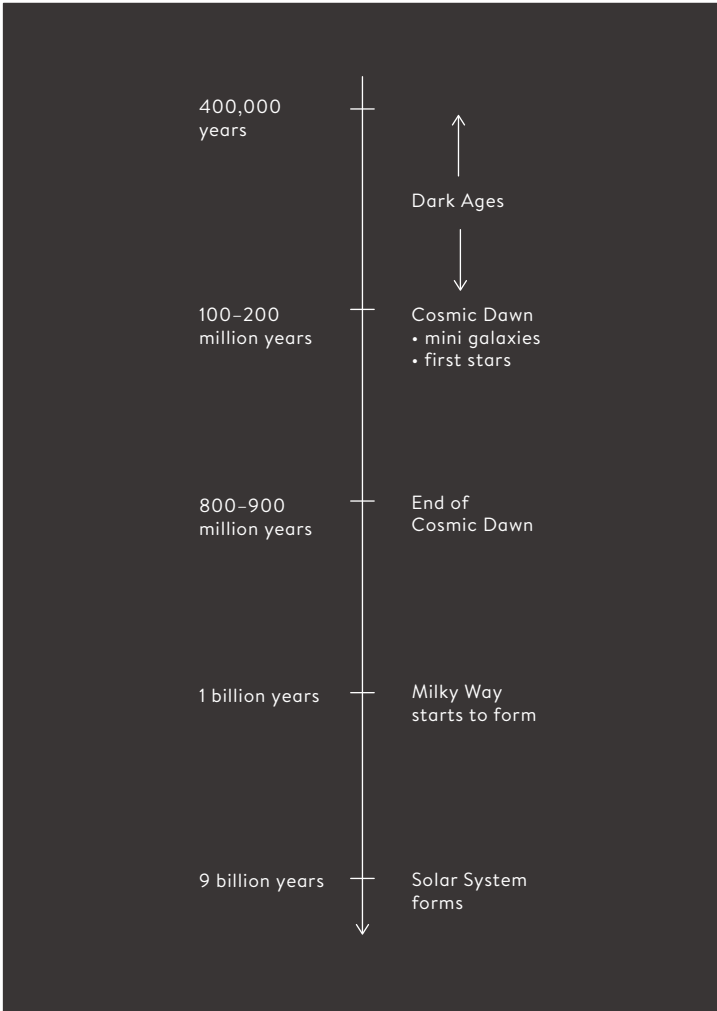 400,000
years
Dark Ages
100–200
million years
Cosmic Dawn
• mini galaxies
• first stars
800–900
million years
End of
Cosmic Dawn
1 billion years
Milky Way
starts to form
9 billion years
Solar System
forms